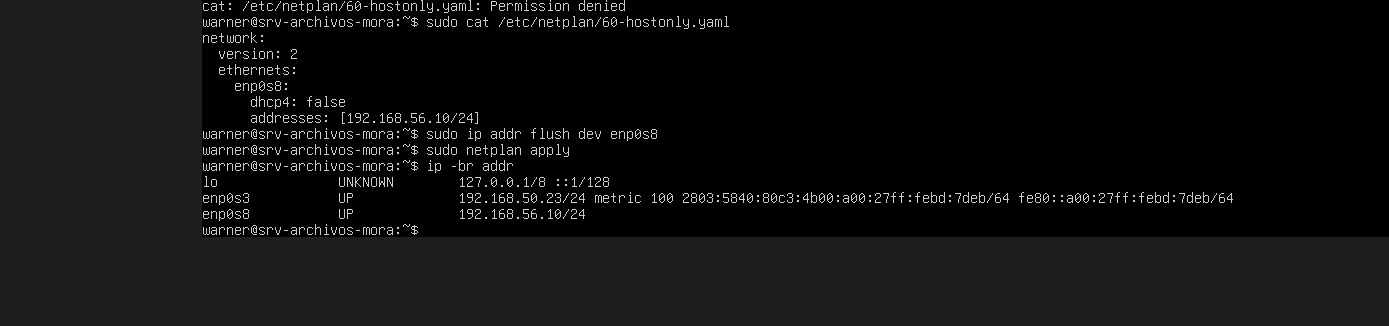 cat: /etc/netplan/60-hostonly.yaml: Permission denied
warner@srv-archivos-mora:~$ sudo cat /etc/netplan/60-hostonly.yaml
network:
  version: 2
  ethernets:
    enp0s8:
      dhcp4: false
      addresses: [192.168.56.10/24]
warner@srv-archivos-mora:~$ sudo ip addr flush dev enp0s8
warner@srv-archivos-mora:~$ sudo netplan apply
warner@srv-archivos-mora:~$ ip -br addr
lo               UNKNOWN        127.0.0.1/8 ::1/128
enp0s3           UP             192.168.50.23/24 metric 100 2803:5840:80c3:4b00:a00:27ff:febd:7deb/64 fe80::a00:27ff:febd:7deb/64
enp0s8           UP             192.168.56.10/24
warner@srv-archivos-mora:~$